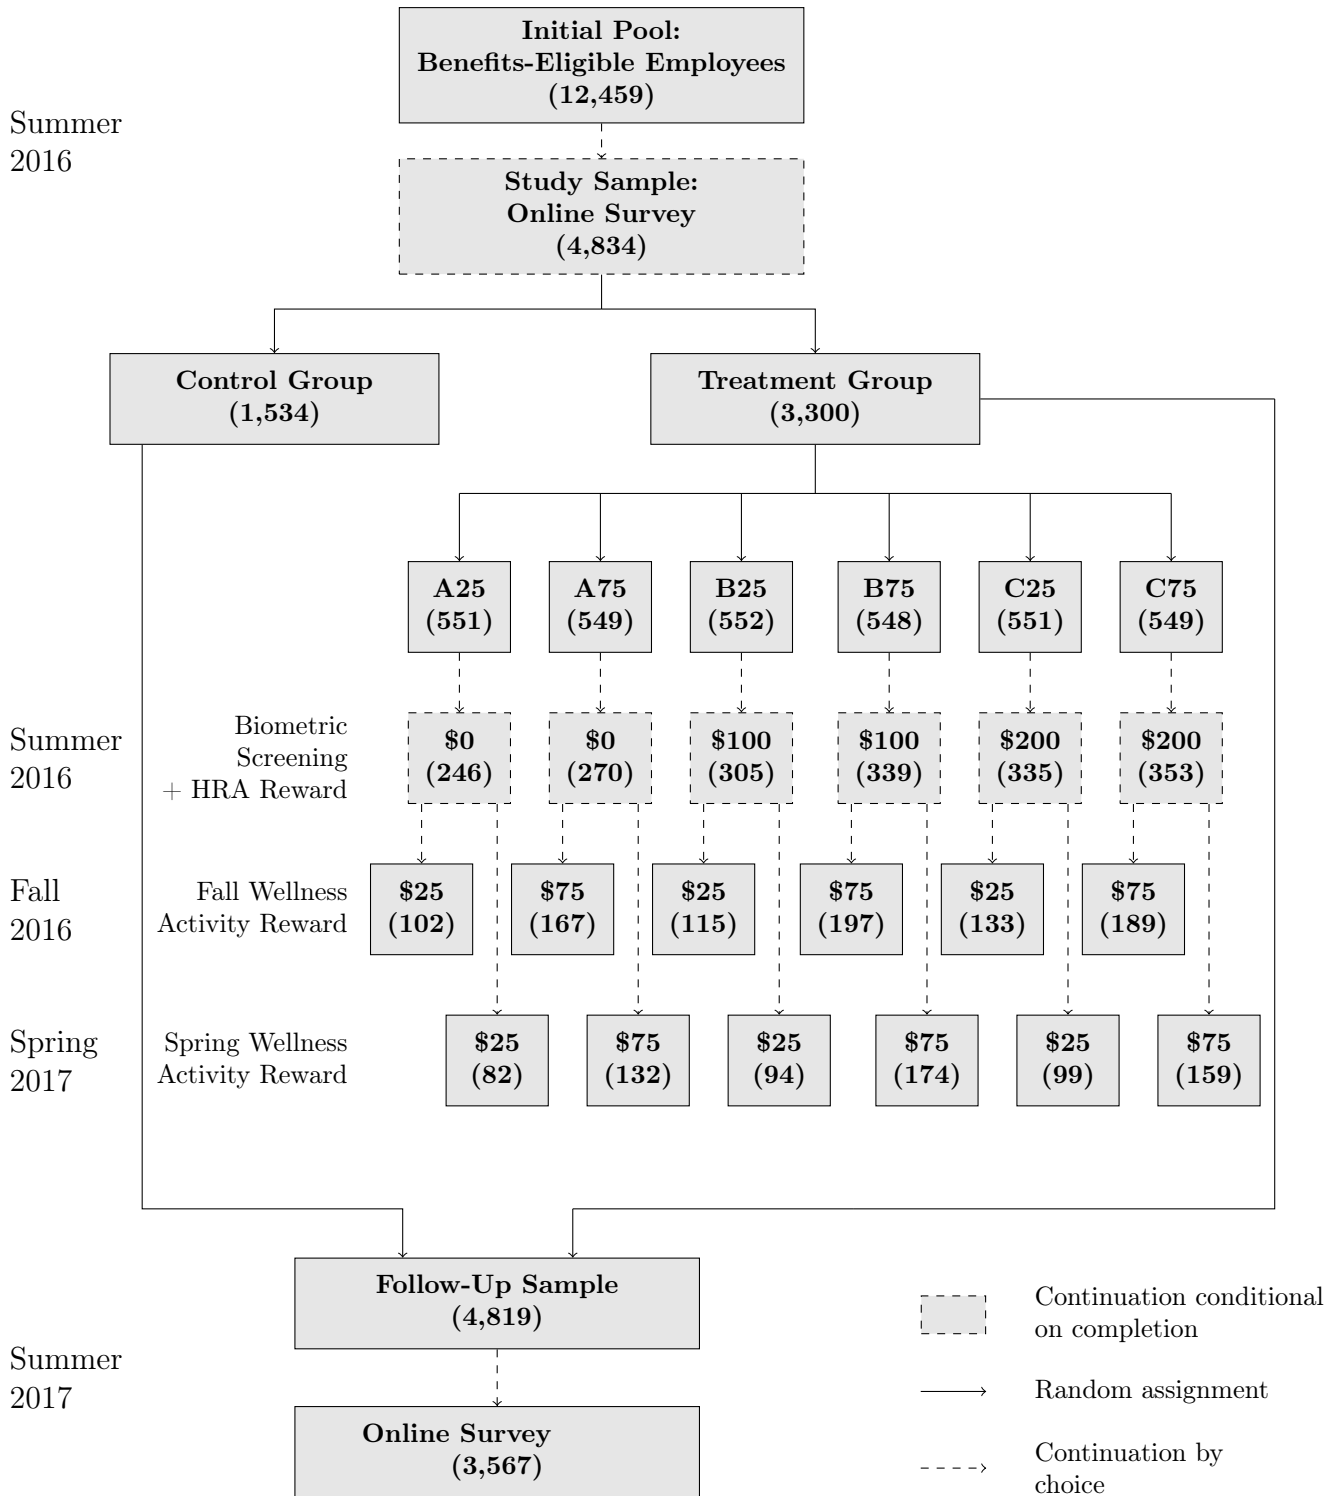 Initial Pool:
Benefits-Eligible Employees
(12,459)
Summer
2016
Study Sample:
Online Survey
(4,834)
Control Group
(1,534)
Treatment Group
(3,300)
A25
(551)
A75
(549)
B25
(552)
B75
(548)
C25
(551)
C75
(549)
Summer
2016
Biometric
Screening
+ HRA Reward
$0
(246)
$0
(270)
$100
(305)
$100
(339)
$200
(335)
$200
(353)
Fall
2016
Fall Wellness
Activity Reward
$25
(102)
$75
(167)
$25
(115)
$75
(197)
$25
(133)
$75
(189)
Spring
2017
Spring Wellness
Activity Reward
$25
(82)
$75
(132)
$25
(94)
$75
(174)
$25
(99)
$75
(159)
Summer
2017
Follow-Up Sample
(4,819)
Online Survey
(3,567)
Continuation conditional
on completion
Random assignment
Continuation by
choice